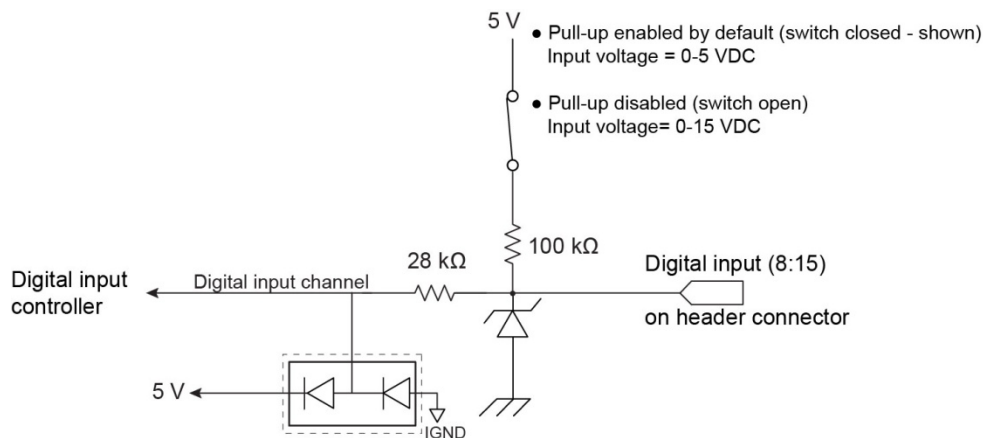 5 V
● Pull-up enabled by default (switch closed - shown)
Input voltage = 0-5 VDC
● Pull-up disabled (switch open)
Input voltage= 0-15 VDC
100 kΩ
28 kΩ
Digital input (8:15)
on header connector
Digital input channel
Digital input
controller
5 V
IGND